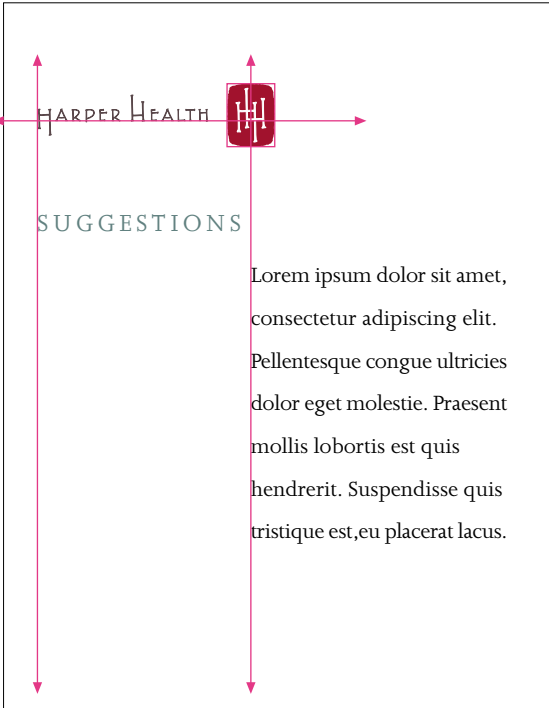 HARPER HEALTH HH
SUGGESTIONS
Lorem ipsum dolor sit amet,
consectetur adipiscing elit.
Pellentesque congue ultricies
dolor eget molestie. Praesent
mollis lobortis est quis
hendrerit. Suspendisse quis
tristique est,eu placerat lacus.